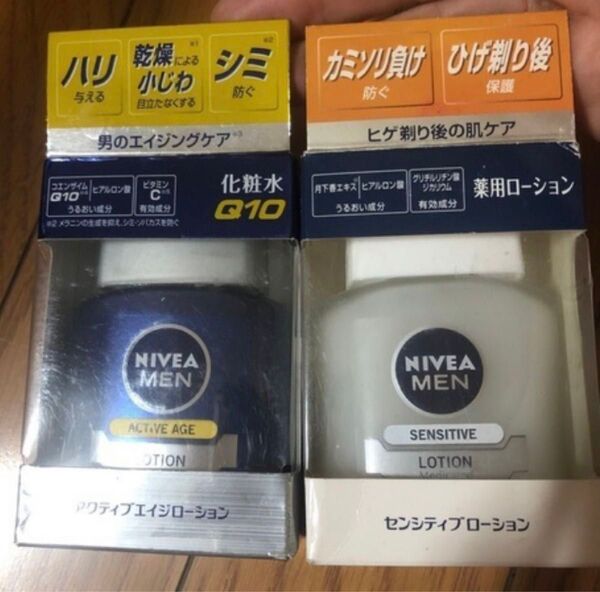 ハリ
与える
乾燥による※1
小じわ
目立たなくする
シミ※2
防ぐ
男のエイジングケア※3
コエンザイム
Q10
ヒアルロン酸
うるおい成分
ビタミン
C
有効成分
※2 メラニンの生成を抑え、シミ・ソバカスを防ぐ
化粧水
Q10
NIVEA
MEN
ACTIVE AGE
LOTION
アクティブエイジローション
カミソリ負け
防ぐ
ひげ剃り後
保護
ヒゲ剃り後の肌ケア
月下香エキス
ヒアルロン酸
うるおい成分
グリチルリチン酸
ジカリウム
有効成分
薬用ローション
NIVEA
MEN
SENSITIVE
LOTION
センシティブローション